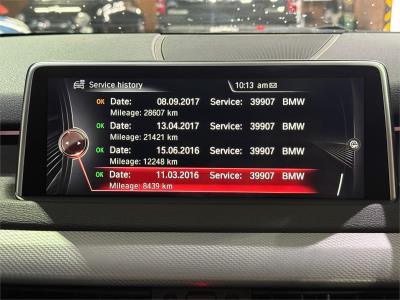 Service history 10:13 am
OK Date: 08.09.2017 Service: 39907 BMW
Mileage: 28607 km
OK Date: 13.04.2017 Service: 39907 BMW
Mileage: 21421 km
OK Date: 15.06.2016 Service: 39907 BMW
Mileage: 12248 km
OK Date: 11.03.2016 Service: 39907 BMW
Mileage: 8439 km